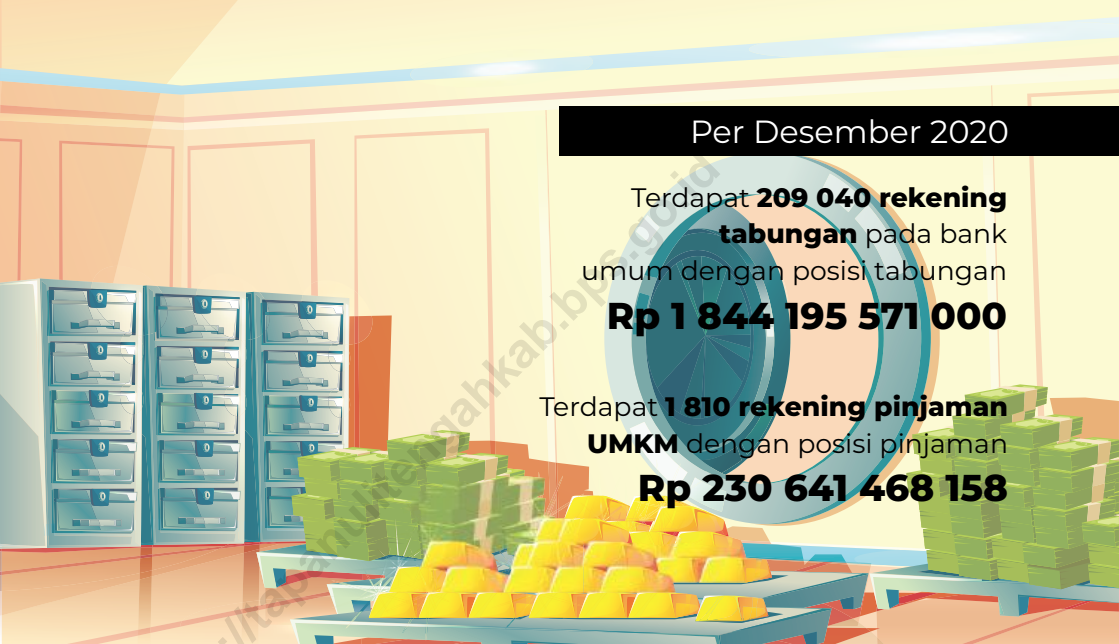 Per Desember 2020
Terdapat 209 040 rekening
tabungan pada bank
umum dengan posisi tabungan
Rp 1 844 195 571 000
Terdapat 1 810 rekening pinjaman
UMKM dengan posisi pinjaman
Rp 230 641 468 158